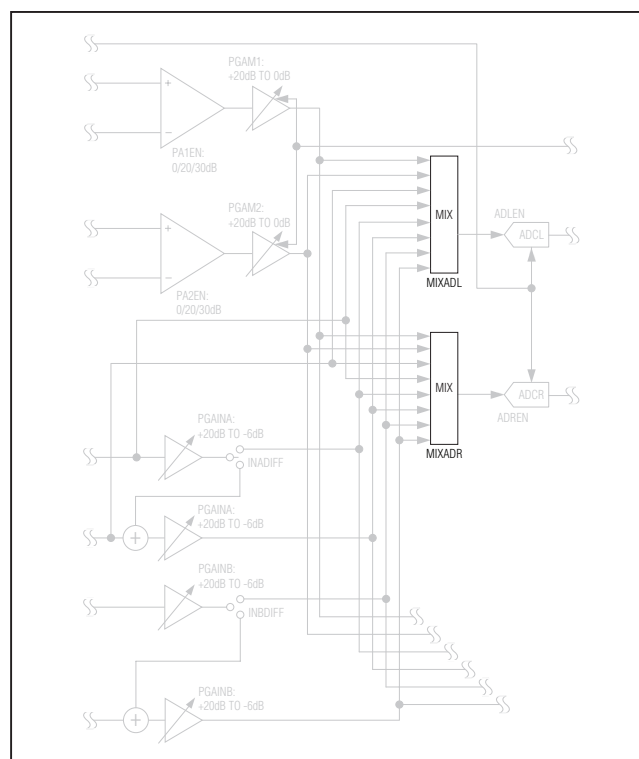 PGAM1:
+20dB TO 0dB
+
−
PA1EN:
0/20/30dB
PGAM2:
+20dB TO 0dB
+
−
PA2EN:
0/20/30dB
MIX
MIXADL
ADLEN
ADCL
MIX
MIXADR
ADCR
ADREN
PGAINA:
+20dB TO -6dB
INADIFF
+
PGAINA:
+20dB TO -6dB
PGAINB:
+20dB TO -6dB
INBDIFF
+
PGAINB:
+20dB TO -6dB